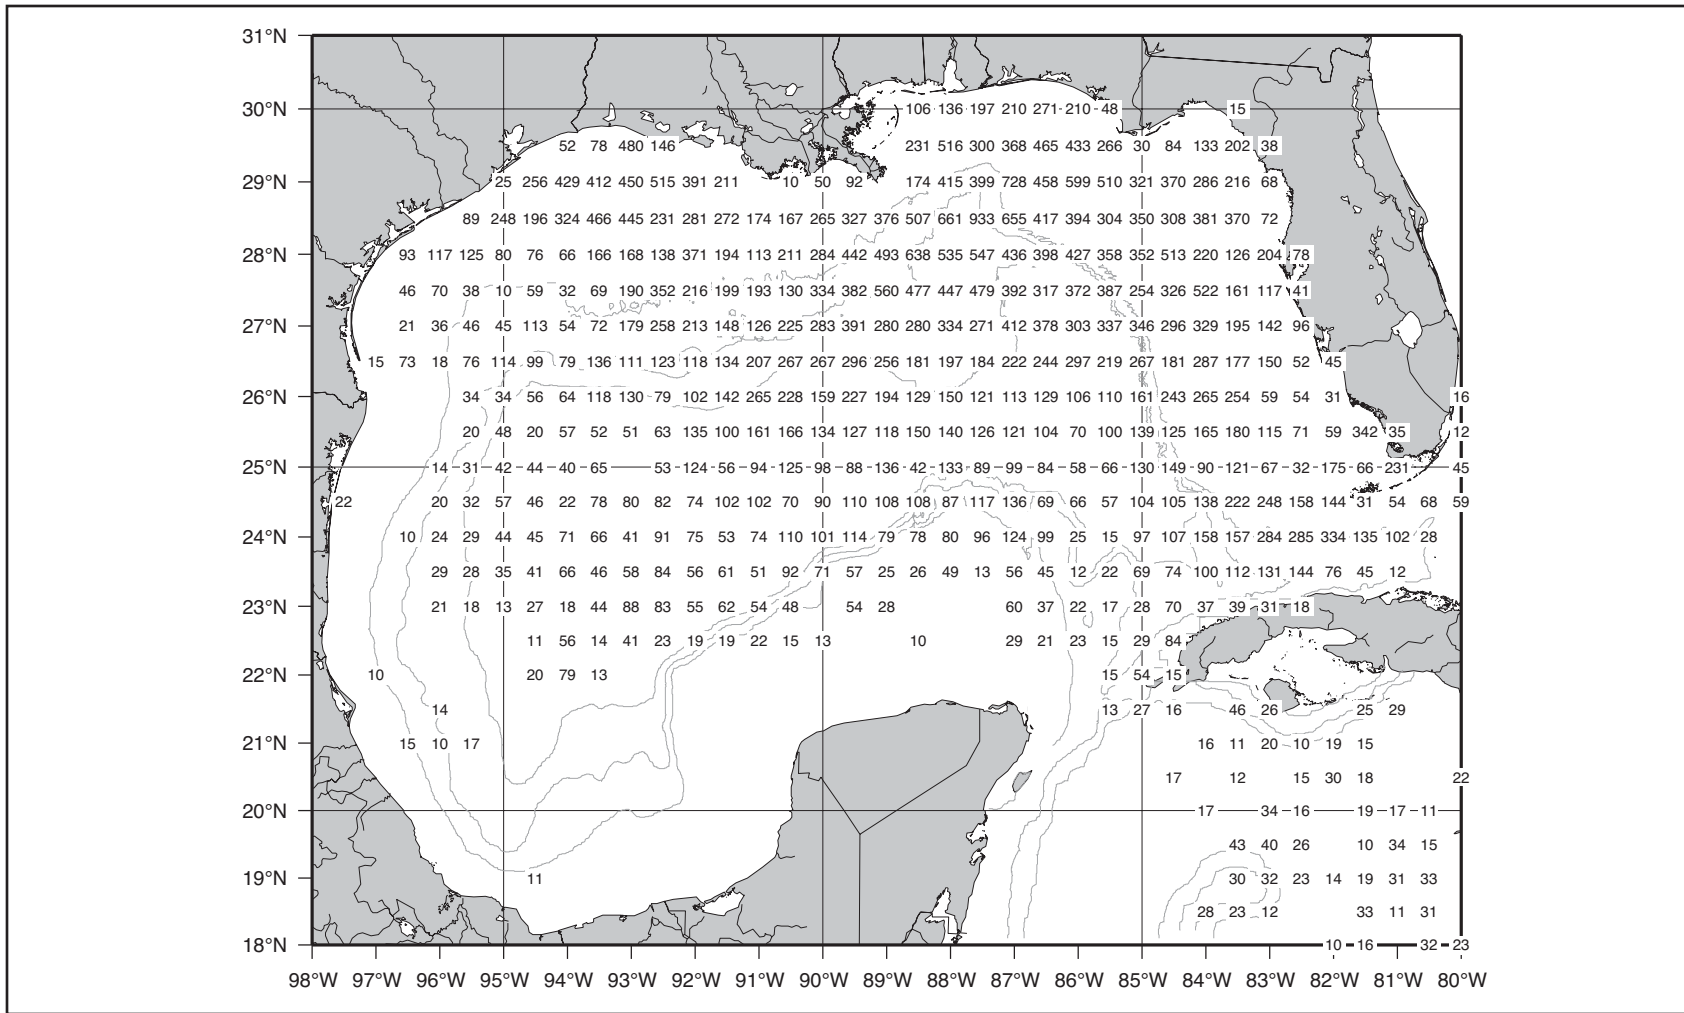 31°N
30°N 106 136 197 210 271 210 48 15
52 78 480 146 231 516 300 368 465 433 266 30 84 133 202 38
29°N 25 256 429 412 450 515 391 211 10 50 92 174 415 399 728 458 599 510 321 370 286 216 68
89 248 196 324 466 445 231 281 272 174 167 265 327 376 507 661 933 655 417 394 304 350 308 381 370 72
28°N 93 117 125 80 76 66 166 168 138 371 194 113 211 284 442 493 638 535 547 436 398 427 358 352 513 220 126 204 78
46 70 38 10 59 32 69 190 352 216 199 193 130 334 382 560 477 447 479 392 317 372 387 254 326 522 161 117 41
27°N 21 36 46 45 113 54 72 179 258 213 148 126 225 283 391 280 280 334 271 412 378 303 337 346 296 329 195 142 96
15 73 18 76 114 99 79 136 111 123 118 134 207 267 267 296 256 181 197 184 222 244 297 219 267 181 287 177 150 52 45
26°N 34 34 56 64 118 130 79 102 142 265 228 159 227 194 129 150 121 113 129 106 110 161 243 265 254 59 54 31 16
20 48 20 57 52 51 63 135 100 161 166 134 127 118 150 140 126 121 104 70 100 139 125 165 180 115 71 59 342 35 12
25°N 14 31 42 44 40 65 53 124 56 94 125 98 88 136 42 133 89 99 84 58 66 130 149 90 121 67 32 175 66 231 45
22 20 32 57 46 22 78 80 82 74 102 102 70 90 110 108 108 87 117 136 69 66 57 104 105 138 222 248 158 144 31 54 68 59
24°N 10 24 29 44 45 71 66 41 91 75 53 74 110 101 114 79 78 80 96 124 99 25 15 97 107 158 157 284 285 334 135 102 28
29 28 35 41 66 46 58 84 56 61 51 92 71 57 25 26 49 13 56 45 12 22 69 74 100 112 131 144 76 45 12
23°N 21 18 13 27 18 44 88 83 55 62 54 48 54 28 60 37 22 17 28 70 37 39 31 18
11 56 14 41 23 19 19 22 15 13 10 29 21 23 15 29 84
22°N 10 20 79 13 15 54 15
14 13 27 16 46 26 25 29
21°N 15 10 17 16 11 20 10 19 15
17 12 15 30 18 22
20°N 17 34 16 19 17 11
43 40 26 10 34 15
19°N 11 30 32 23 14 19 31 33
28 23 12 33 11 31
18°N 10 16 32 23
98°W 97°W 96°W 95°W 94°W 93°W 92°W 91°W 90°W 89°W 88°W 87°W 86°W 85°W 84°W 83°W 82°W 81°W 80°W